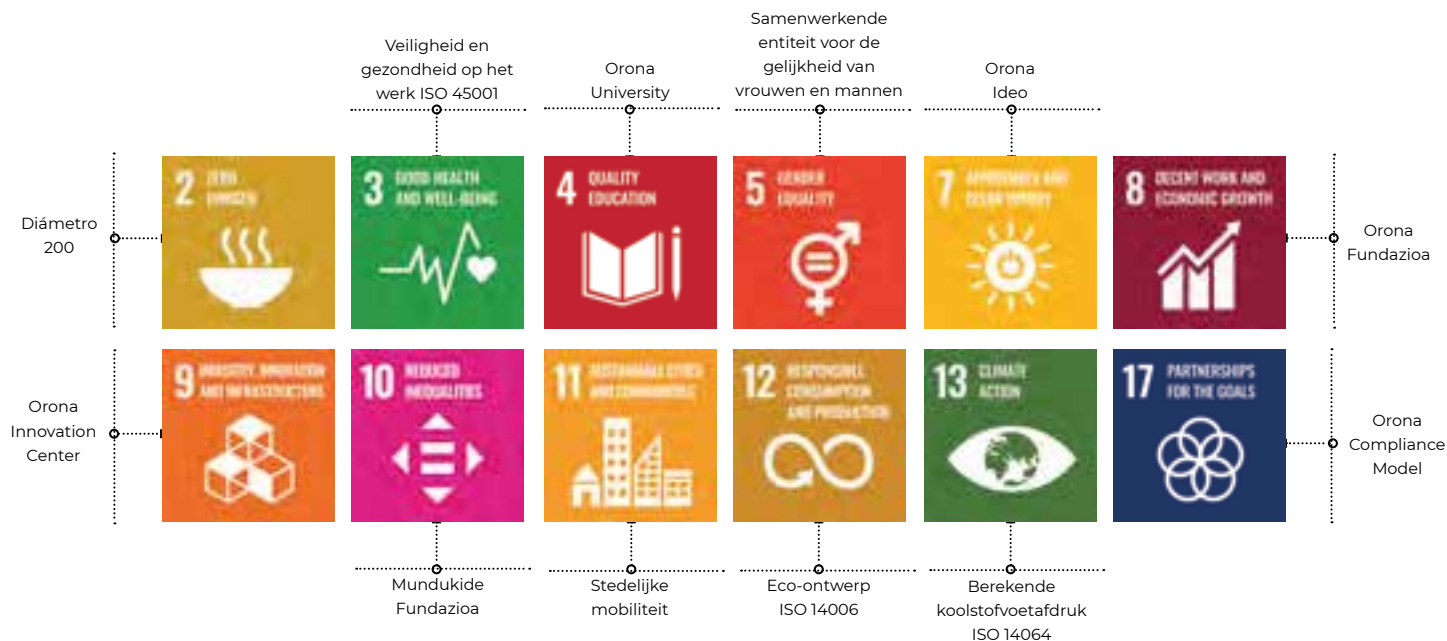 Veiligheid en
gezondheid op het
werk ISO 45001
Orona
University
Samenwerkende
entiteit voor de
gelijkheid van
vrouwen en mannen
Orona
Ideo
Diámetro
200
2 ZERO
HUNGER
3 GOOD HEALTH
AND WELL-BEING
4 QUALITY
EDUCATION
5 GENDER
EQUALITY
7 AFFORDABLE AND
CLEAN ENERGY
8 DECENT WORK AND
ECONOMIC GROWTH
Orona
Fundazioa
Orona
Innovation
Center
9 INDUSTRY, INNOVATION
AND INFRASTRUCTURE
10 REDUCED
INEQUALITIES
11 SUSTAINABLE CITIES
AND COMMUNITIES
12 RESPONSIBLE
CONSUMPTION
AND PRODUCTION
13 CLIMATE
ACTION
17 PARTNERSHIPS
FOR THE GOALS
Orona
Compliance
Model
Mundukide
Fundazioa
Stedelijke
mobiliteit
Eco-ontwerp
ISO 14006
Berekende
koolstofvoetafdruk
ISO 14064